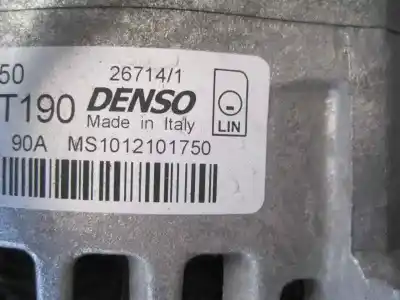 50 26714/1
T190 DENSO
Made in Italy
LIN
90A MS1012101750